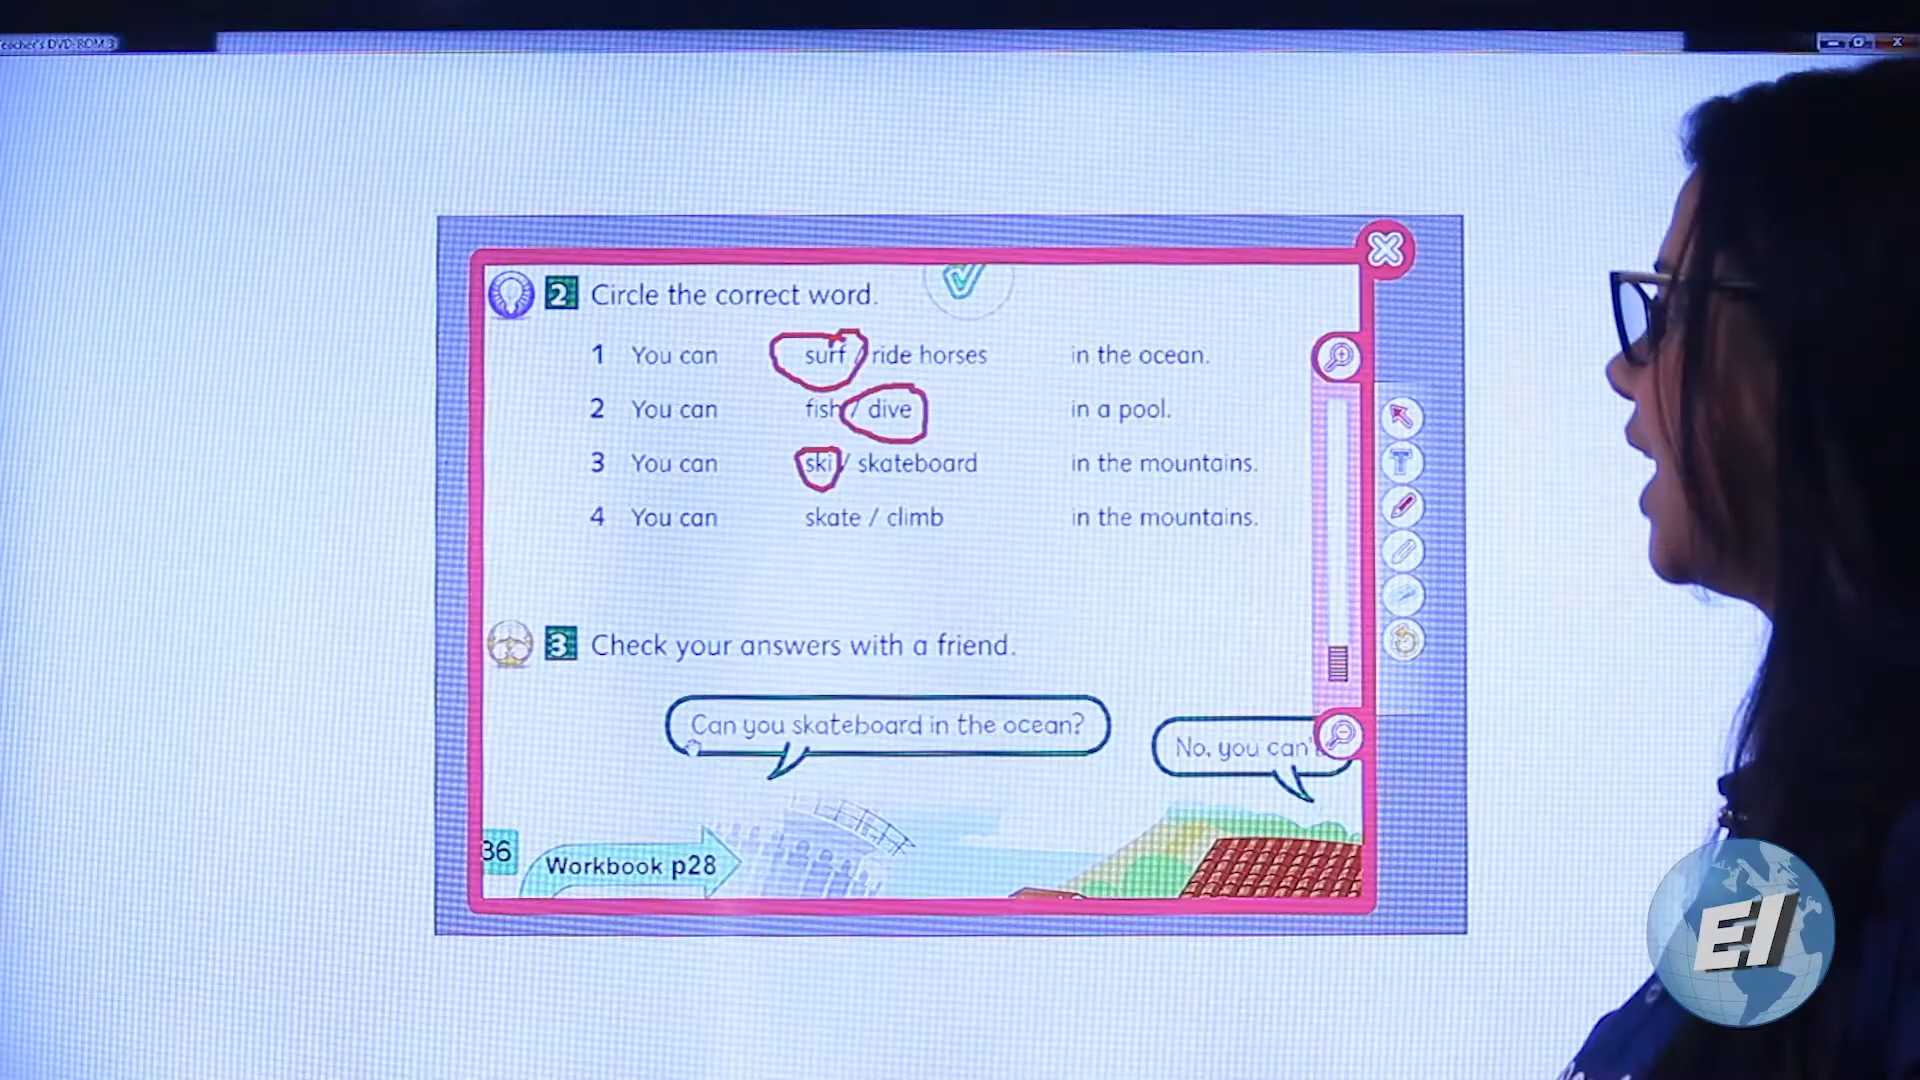 Teacher's DVD-ROM 3
2 Circle the correct word.
1 You can surf / ride horses in the ocean.
2 You can fish / dive in a pool.
3 You can ski / skateboard in the mountains.
4 You can skate / climb in the mountains.
3 Check your answers with a friend.
Can you skateboard in the ocean?
No, you can'
36
Workbook p28
EI